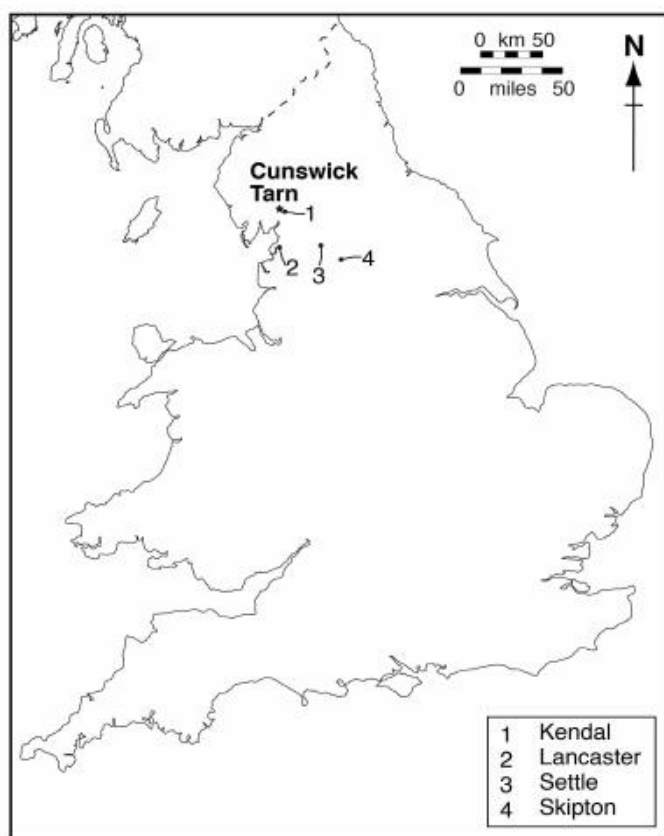 0 km 50
0 miles 50
N
Cunswick
Tarn
1
2
3
4
1 Kendal
2 Lancaster
3 Settle
4 Skipton